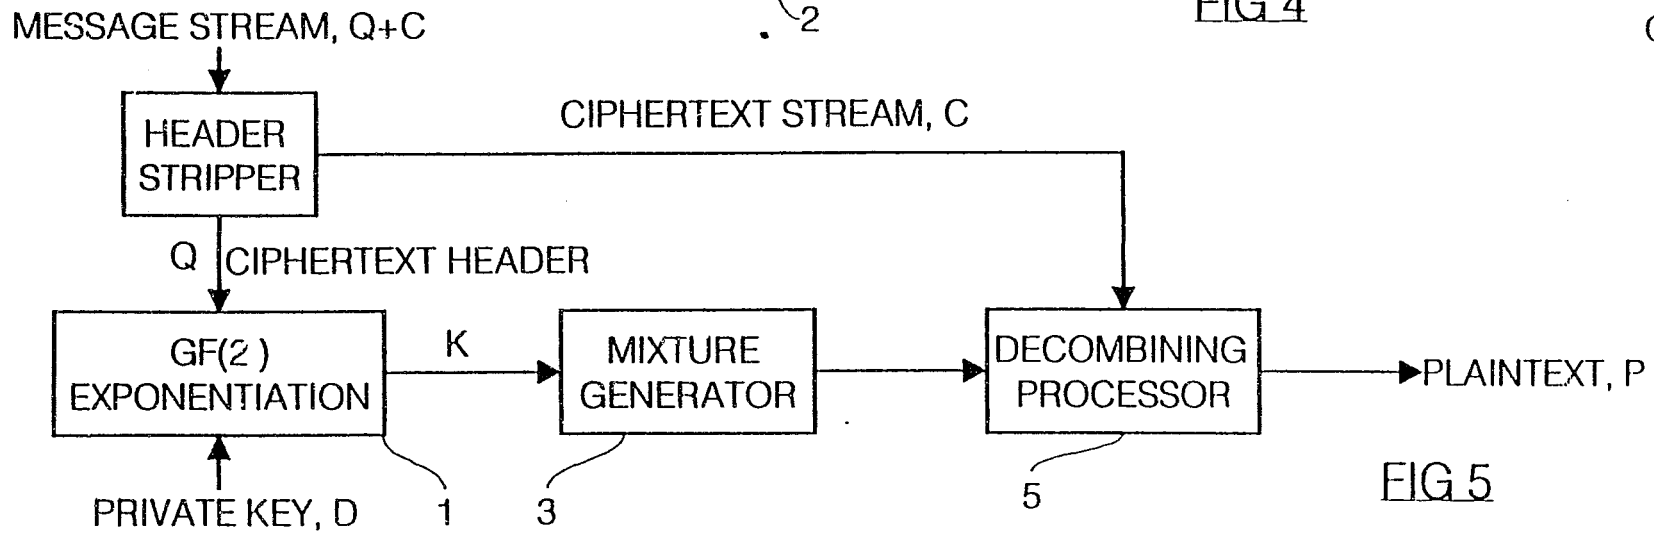 2
FIG 4
MESSAGE STREAM, Q+C
HEADER
STRIPPER
CIPHERTEXT STREAM, C
Q
CIPHERTEXT HEADER
GF(2 )
EXPONENTIATION
K
MIXTURE
GENERATOR
DECOMBINING
PROCESSOR
PLAINTEXT, P
PRIVATE KEY, D
1
3
5
FIG 5